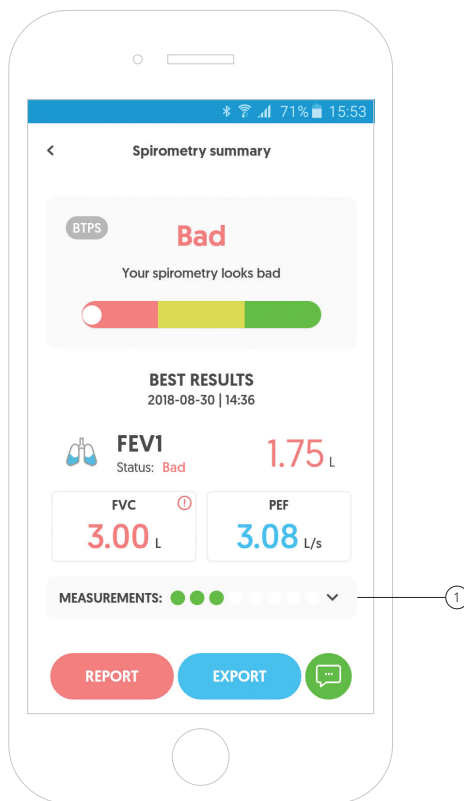 71% 15:53
Spirometry summary
BTPS
Bad
Your spirometry looks bad
BEST RESULTS
2018-08-30 | 14:36
FEV1
1.75 L
Status: Bad
FVC
PEF
3.00 L
3.08 L/s
MEASUREMENTS:
1
REPORT
EXPORT